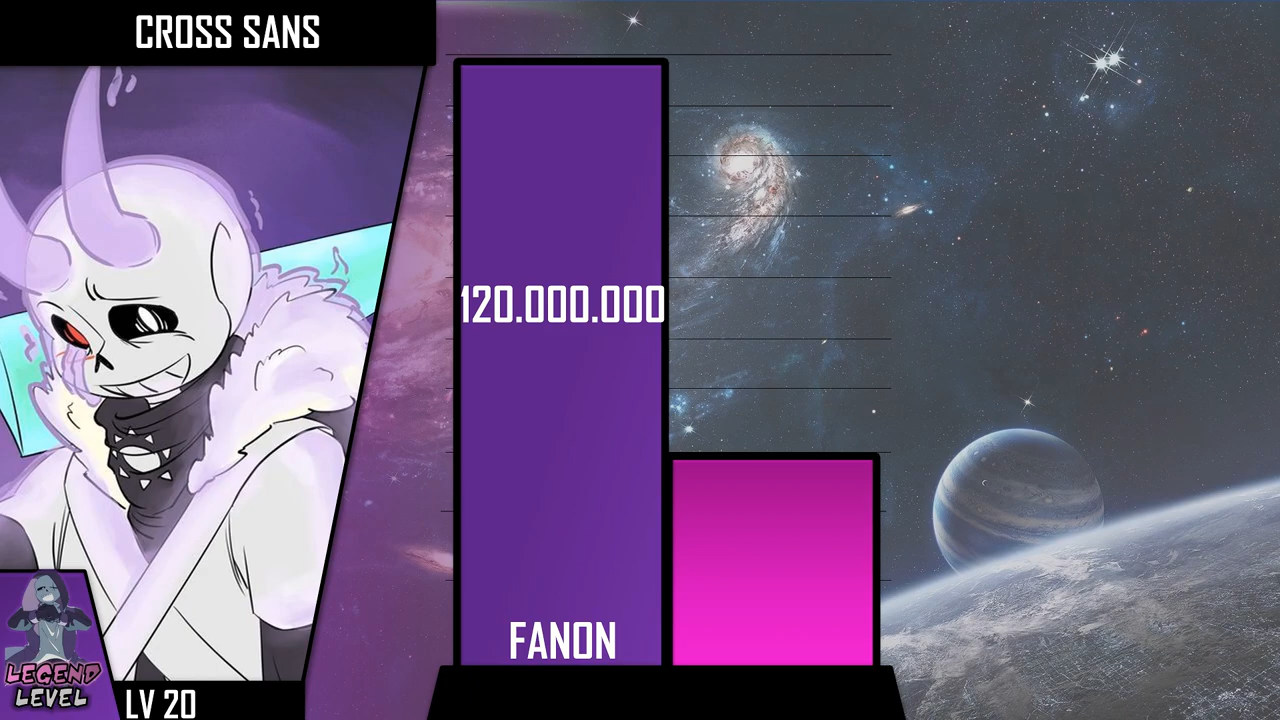 CROSS SANS
120.000.000
FANON
LEGEND
LEVEL
LV 20